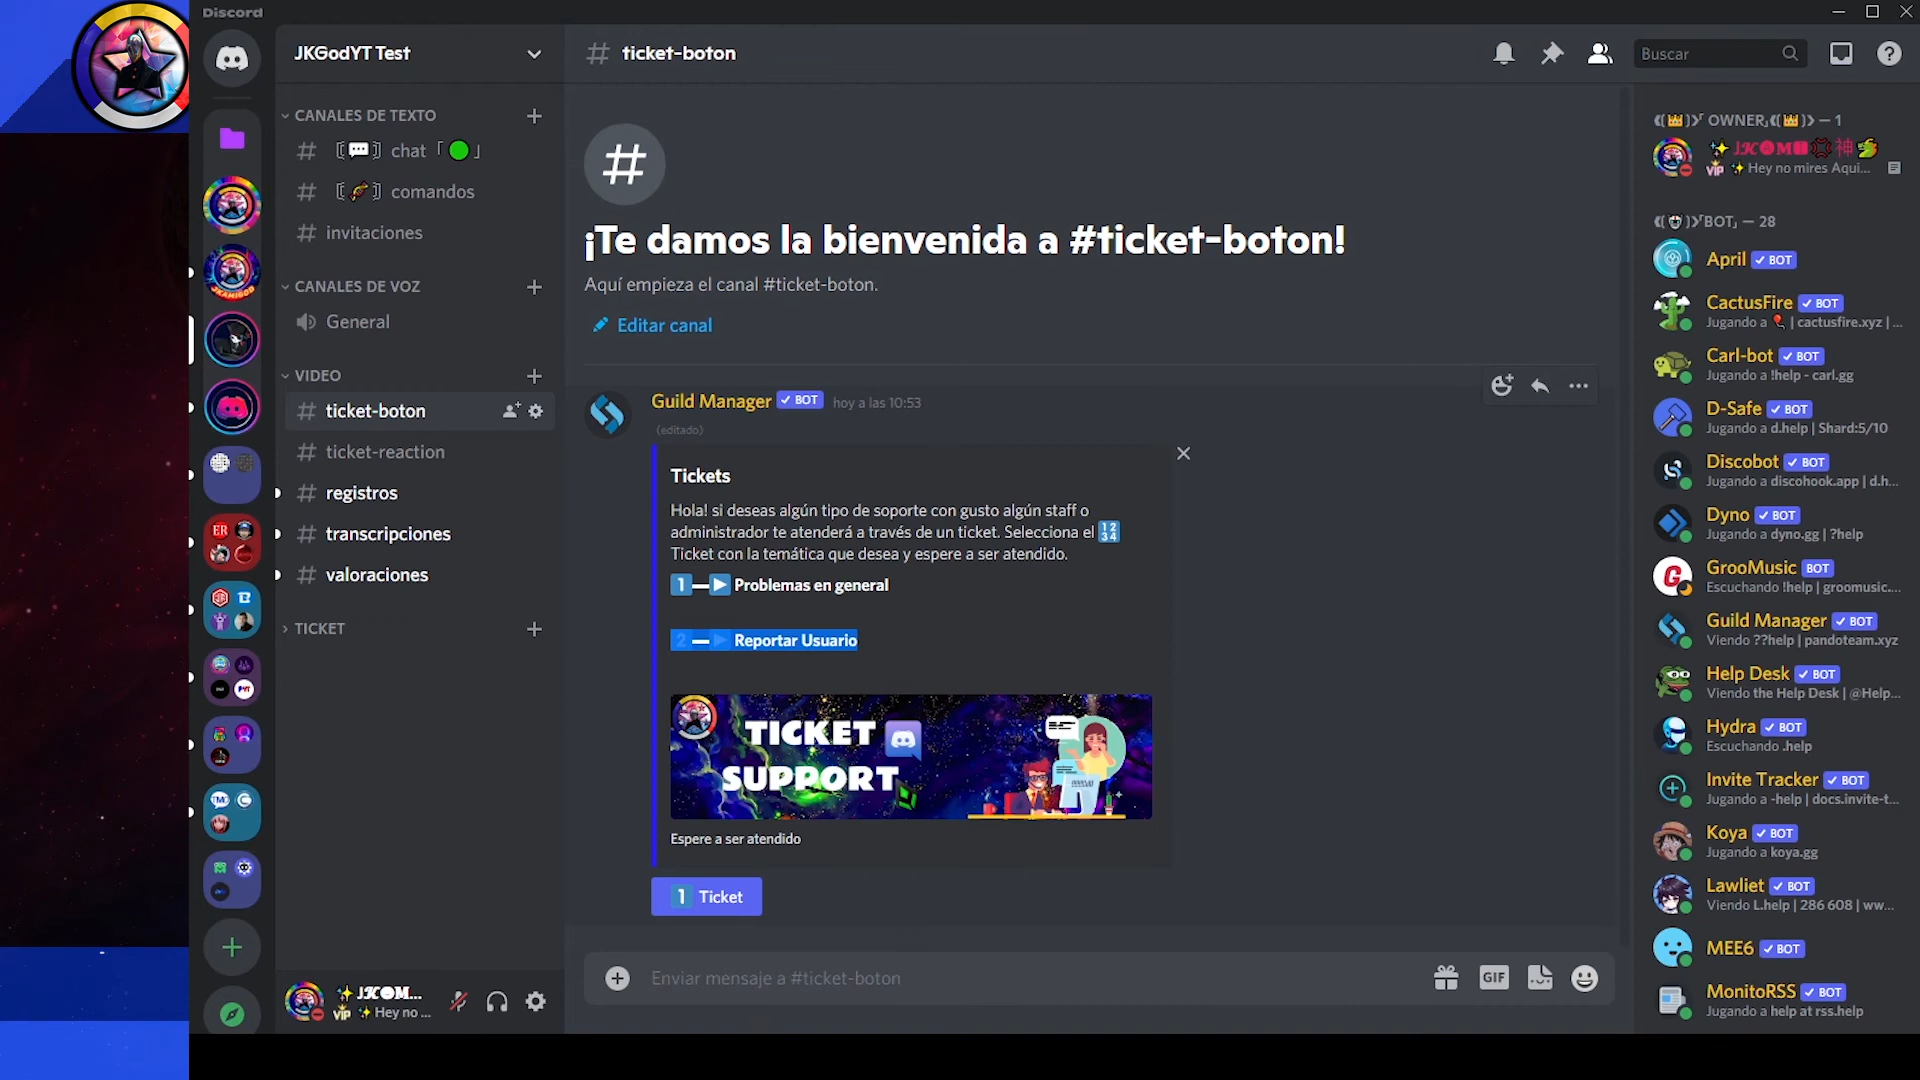 Discord
JKGodYT Test
CANALES DE TEXTO
chat
comandos
invitaciones
CANALES DE VOZ
General
VIDEO
ticket-boton
ticket-reaction
registros
transcripciones
valoraciones
TICKET
VIP Hey no ...
ticket-boton
Buscar
¡Te damos la bienvenida a #ticket-boton!
Aquí empieza el canal #ticket-boton.
Editar canal
Guild Manager BOT hoy a las 10:53
(editado)
Tickets
Hola! si deseas algún tipo de soporte con gusto algún staff o
administrador te atenderá a través de un ticket. Selecciona el 1234
Ticket con la temática que desea y espere a ser atendido.
1 — Problemas en general
2 — Reportar Usuario
TICKET
SUPPORT
Espere a ser atendido
1 Ticket
Enviar mensaje a #ticket-boton
GIF
OWNER — 1
VIP Hey no mires Aqui...
BOT — 28
April BOT
CactusFire BOT
Jugando a 🎈 | cactusfire.xyz | ...
Carl-bot BOT
Jugando a !help - carl.gg
D-Safe BOT
Jugando a d.help | Shard:5/10
Discobot BOT
Jugando a discohook.app | d.h...
Dyno BOT
Jugando a dyno.gg | ?help
GrooMusic BOT
Escuchando !help | groomusic....
Guild Manager BOT
Viendo ??help | pandoteam.xyz
Help Desk BOT
Viendo the Help Desk | @Help...
Hydra BOT
Escuchando .help
Invite Tracker BOT
Jugando a -help | docs.invite-t...
Koya BOT
Jugando a koya.gg
Lawliet BOT
Viendo L.help | 286 608 | ww...
MEE6 BOT
MonitoRSS BOT
Jugando a help at rss.help